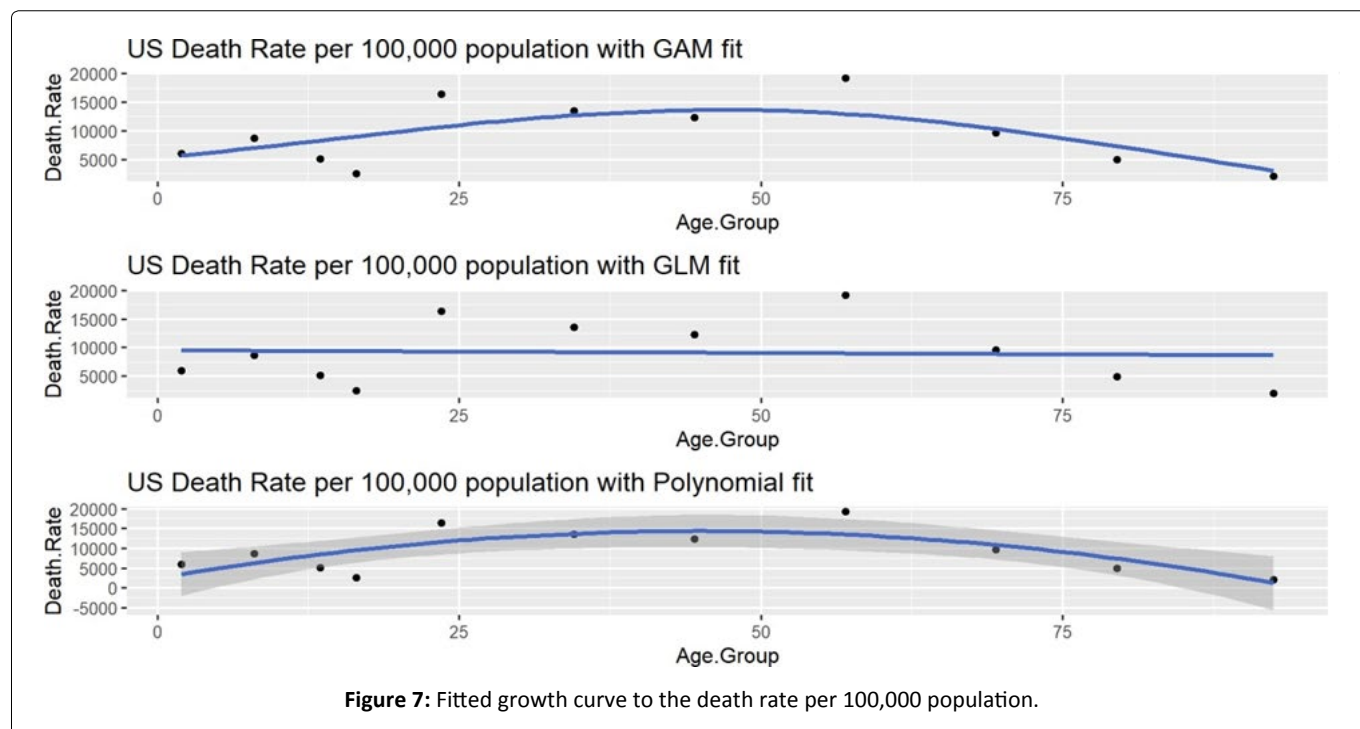 US Death Rate per 100,000 population with GAM fit
Death.Rate
20000
15000
10000
5000
0 25 50 75
Age.Group
US Death Rate per 100,000 population with GLM fit
Death.Rate
20000
15000
10000
5000
0 25 50 75
Age.Group
US Death Rate per 100,000 population with Polynomial fit
Death.Rate
20000
15000
10000
5000
0
-5000
0 25 50 75
Age.Group
Figure 7: Fitted growth curve to the death rate per 100,000 population.